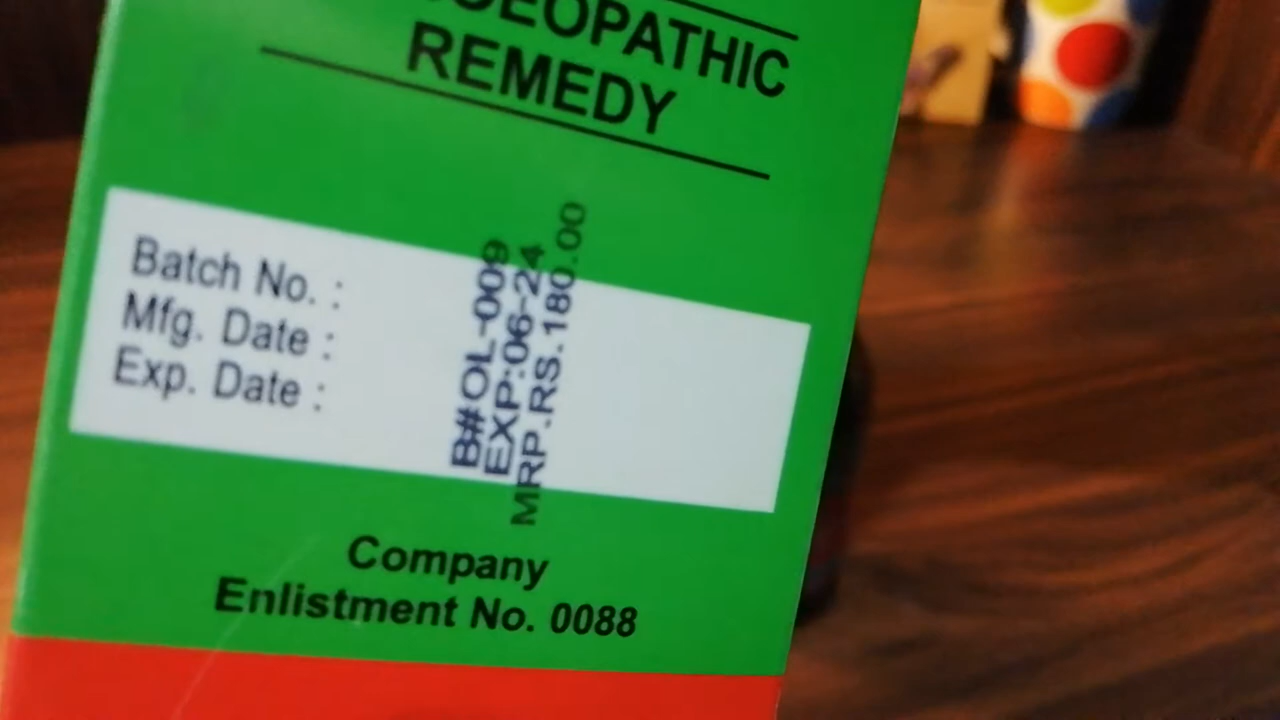 REMEDY
Batch No. :
Mfg. Date :
Exp. Date :
B#OL-009
EXP:06-24
MRP.RS.180.00
Company
Enlistment No. 0088